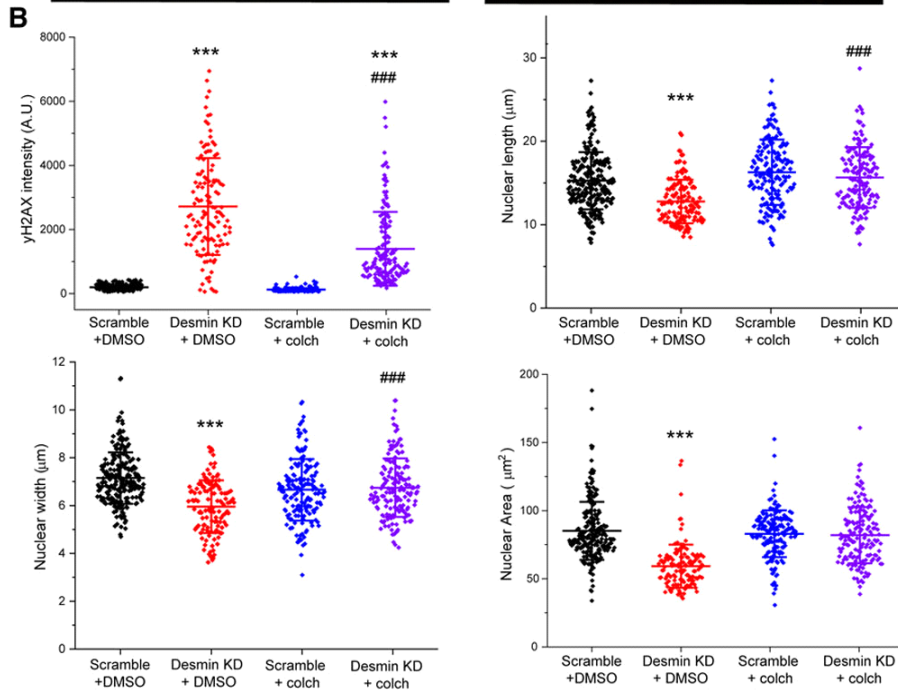 B
8000
6000
4000
2000
0
yH2AX intensity (A.U.)
***
***
###
Scramble
+DMSO
Desmin KD
+ DMSO
Scramble
+ colch
Desmin KD
+ colch
30
20
10
0
Nuclear length (μm)
***
###
Scramble
+DMSO
Desmin KD
+ DMSO
Scramble
+ colch
Desmin KD
+ colch
12
10
8
6
4
2
0
Nuclear width (μm)
***
###
Scramble
+DMSO
Desmin KD
+ DMSO
Scramble
+ colch
Desmin KD
+ colch
200
150
100
50
0
Nuclear Area ( μm²)
***
Scramble
+DMSO
Desmin KD
+ DMSO
Scramble
+ colch
Desmin KD
+ colch